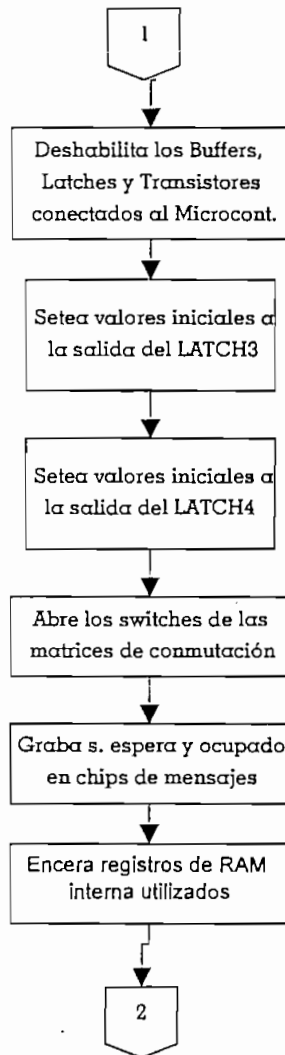 1
Deshabilita los Buffers,
Latches y Transistores
conectados al Microcont.
Setea valores iniciales a
la salida del LATCH3
Setea valores iniciales a
la salida del LATCH4
Abre los switches de las
matrices de conmutación
Graba s. espera y ocupado
en chips de mensajes
Encera registros de RAM
interna utilizados
2